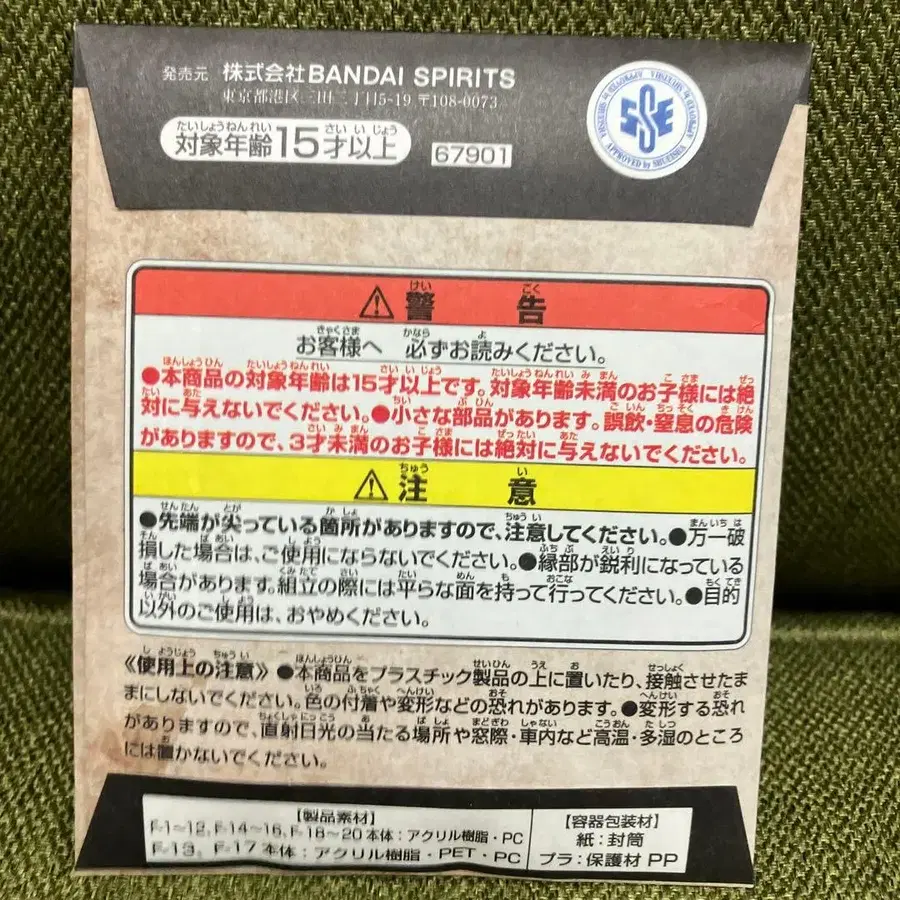 発売元 株式会社BANDAI SPIRITS
東京都港区三田三丁目5-19 〒108-0073
対象年齢15才以上
67901
APPROVED by SHUEISHA
警告
お客様へ 必ずお読みください。
●本商品の対象年齢は15才以上です。対象年齢未満のお子様には絶
対に与えないでください。●小さな部品があります。誤飲・窒息の危険
がありますので、3才未満のお子様には絶対に与えないでください。
注意
●先端が尖っている箇所がありますので、注意してください。●万一破
損した場合は、ご使用にならないでください。●縁部が鋭利になっている
場合があります。組立の際には平らな面を持って行ってください。●目的
以外のご使用は、おやめください。
《使用上の注意》●本商品をプラスチック製品の上に置いたり、接触させたま
まにしないでください。色の付着や変形などの恐れがあります。●変形する恐れ
がありますので、直射日光の当たる場所や窓際・車内など高温・多湿のところ
には置かないでください。
【製品素材】
F-1〜12、F-14〜16、F-18〜20本体：アクリル樹脂・PC
F-13、F-17本体：アクリル樹脂・PET・PC
【容器包装材】
紙：封筒
プラ：保護材 PP